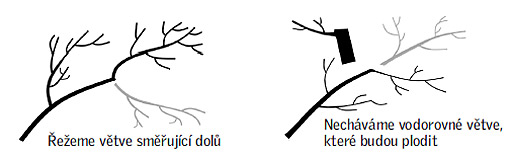 Řežeme větve směřující dolů
Necháváme vodorovné větve,
které budou plodit